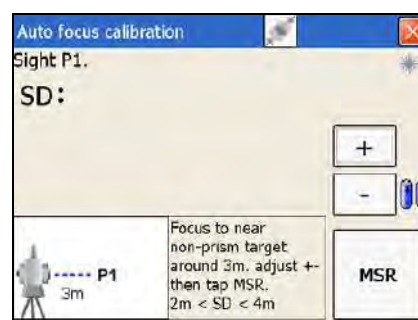 Auto focus calibration
Sight P1.
SD:
+
-
P1
3m
Focus to near
non-prism target
around 3m. adjust +-
then tap MSR.
2m < SD < 4m
MSR